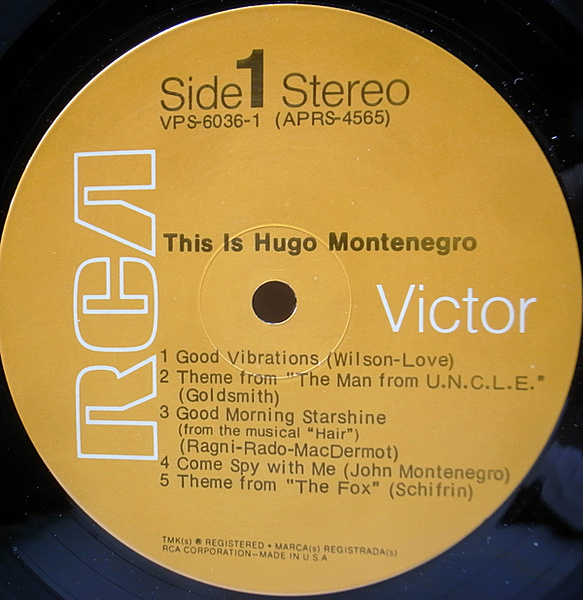 Side 1 Stereo
VPS-6036-1 (APRS-4565)
RCA
This Is Hugo Montenegro
Victor
1 Good Vibrations (Wilson-Love)
2 Theme from "The Man from U.N.C.L.E."
(Goldsmith)
3 Good Morning Starshine
(from the musical "Hair")
(Ragni-Rado-MacDermot)
4 Come Spy with Me (John Montenegro)
5 Theme from "The Fox" (Schifrin)
TMK(s) ® REGISTERED • MARCA(s) REGISTRADA(s)
RCA CORPORATION—MADE IN U S A